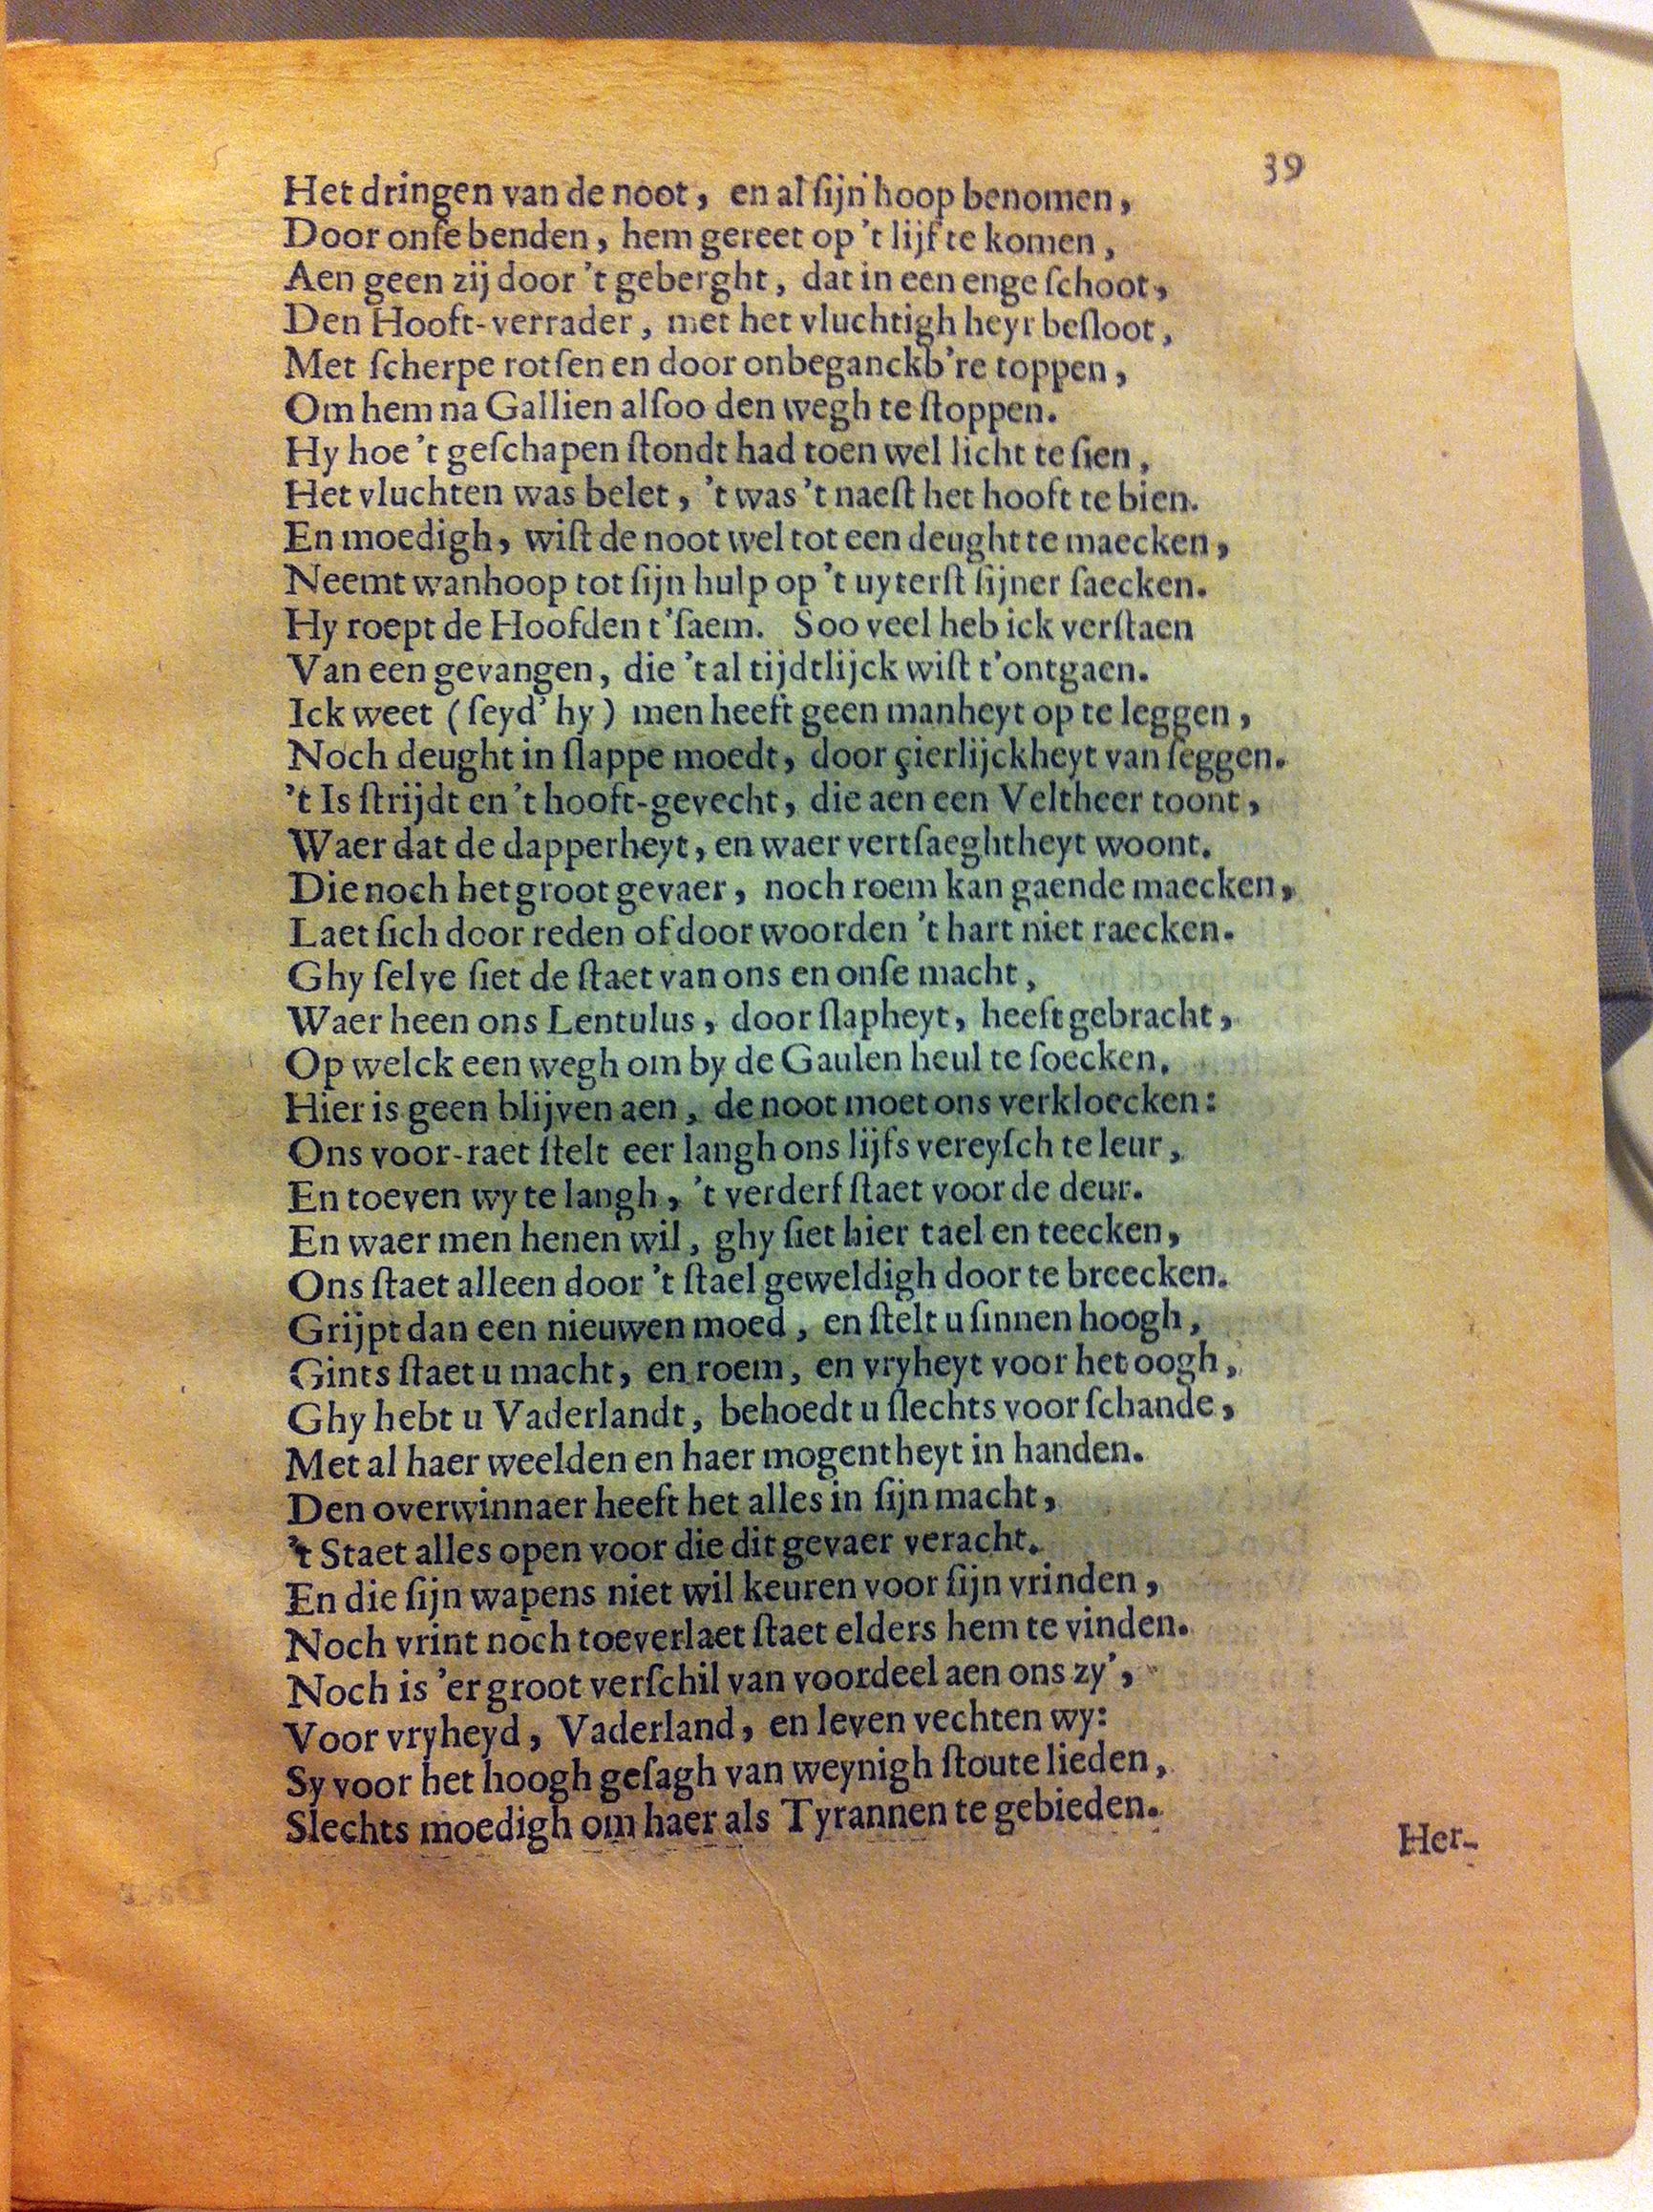 39
Het dringen van de noot, en al ſijn hoop benomen,
Door onſe benden, hem gereet op 't lijf te komen,
Aen geen zij door 't geberght, dat in een enge ſchoot,
Den Hooft-verrader, met het vluchtigh heyr beſloot,
Met ſcherpe rotſen en door onbeganckb're toppen,
Om hem na Gallien alſoo den wegh te ſtoppen.
Hy hoe 't geſchapen ſtondt had toen wel licht te ſien,
Het vluchten was belet, 't was 't naeſt het hooft te bien.
En moedigh, wiſt de noot wel tot een deught te maecken,
Neemt wanhoop tot ſijn hulp op 't uyterſt ſijner ſaecken.
Hy roept de Hoofden t'ſaem. Soo veel heb ick verſtaen
Van een gevangen, die 't al tijdtlijck wiſt t'ontgaen.
Ick weet (ſeyd' hy) men heeft geen manheyt op te leggen,
Noch deught in ſlappe moedt, door çierlijckheyt van ſeggen.
't Is ſtrijdt en 't hooft-gevecht, die aen een Veltheer toont,
Waer dat de dapperheyt, en waer vertſaeghtheyt woont.
Die noch het groot gevaer, noch roem kan gaende maecken,
Laet ſich door reden of door woorden 't hart niet raecken.
Ghy ſelve ſiet de ſtaet van ons en onſe macht,
Waer heen ons Lentulus, door ſlapheyt, heeft gebracht,
Op welck een wegh om by de Gaulen heul te ſoecken.
Hier is geen blijven aen, de noot moet ons verkloecken:
Ons voor-raet ſtelt eer langh ons lijfs vereyſch te leur,
En toeven wy te langh, 't verderf ſtaet voor de deur.
En waer men henen wil, ghy ſiet hier tael en teecken,
Ons ſtaet alleen door 't ſtael geweldigh door te breecken.
Grijpt dan een nieuwen moed, en ſtelt u ſinnen hoogh,
Gints ſtaet u macht, en roem, en vryheyt voor het oogh,
Ghy hebt u Vaderlandt, behoedt u ſlechts voor ſchande,
Met al haer weelden en haer mogentheyt in handen.
Den overwinnaer heeft het alles in ſijn macht,
't Staet alles open voor die dit gevaer veracht.
En die ſijn wapens niet wil keuren voor ſijn vrinden,
Noch vrint noch toeverlaet ſtaet elders hem te vinden.
Noch is 'er groot verſchil van voordeel aen ons zy',
Voor vryheyd, Vaderland, en leven vechten wy:
Sy voor het hoogh geſagh van weynigh ſtoute lieden,
Slechts moedigh om haer als Tyrannen te gebieden.
Her-